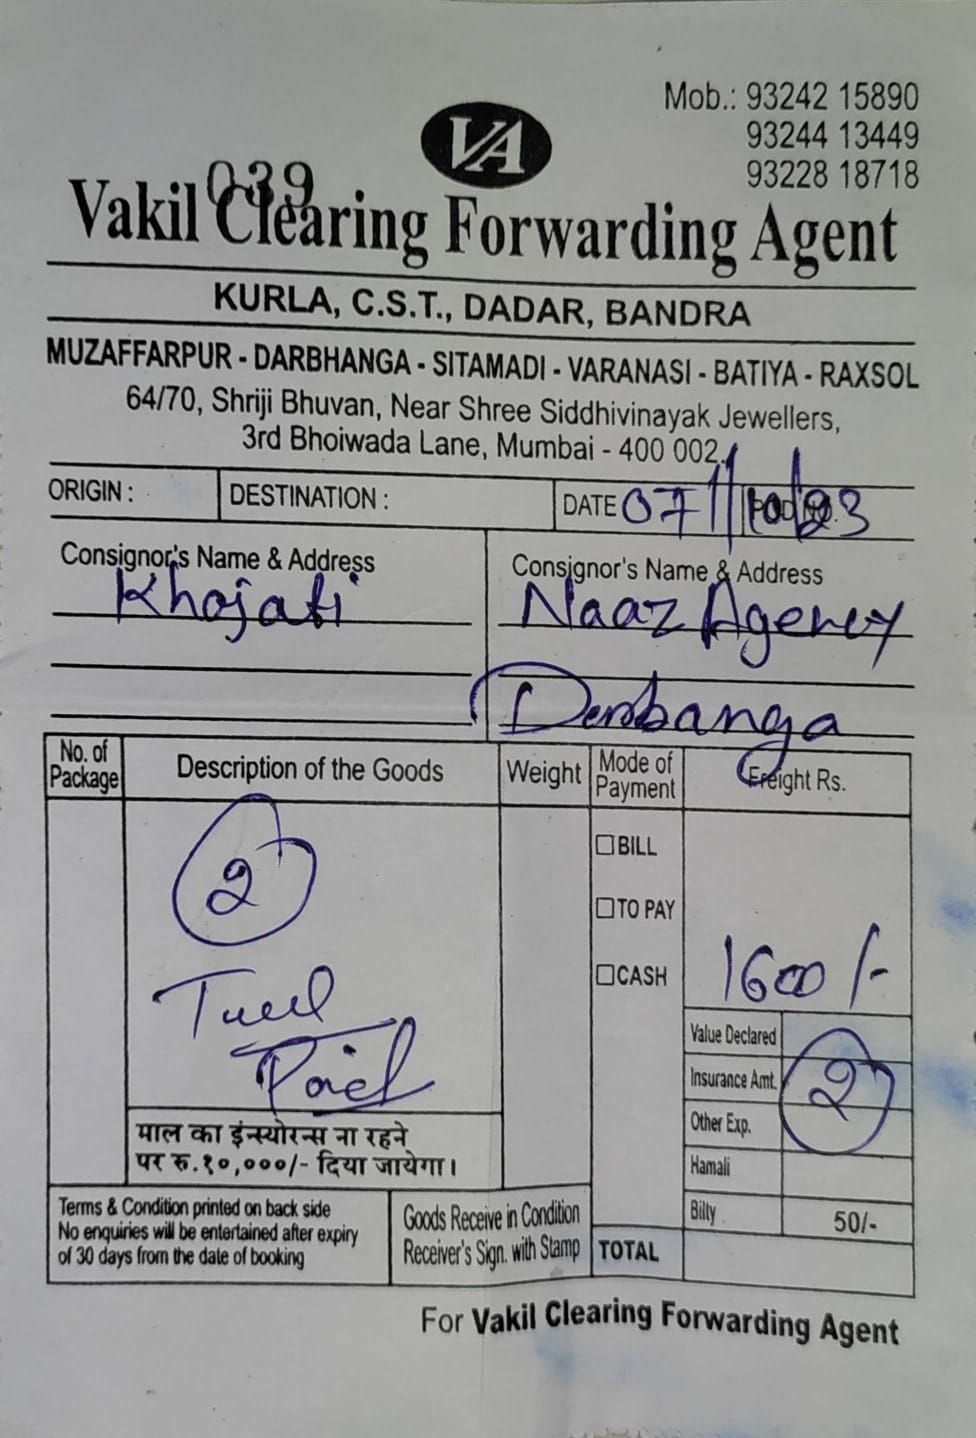 Mob.: 93242 15890
93244 13449
93228 18718
VA
039
Vakil Clearing Forwarding Agent
KURLA, C.S.T., DADAR, BANDRA
MUZAFFARPUR - DARBHANGA - SITAMADI - VARANASI - BATIYA - RAXSOL
64/70, Shriji Bhuvan, Near Shree Siddhivinayak Jewellers,
3rd Bhoiwada Lane, Mumbai - 400 002.
ORIGIN : DESTINATION : DATE 07/10/23 POD NO.
Consignor's Name & Address Consignor's Name & Address
Khojati Naaz Agency
Derobanga
No. of Package Description of the Goods Weight Mode of Payment Freight Rs.
BILL
2
TO PAY
CASH 1600/-
Paid
Value Declared
Insurance Amt. 2
Other Exp.
माल का इंन्स्योरन्स ना रहने
पर रु.१०,०००/- दिया जायेगा।
Hamali
Billy 50/-
Terms & Condition printed on back side
No enquiries will be entertained after expiry
of 30 days from the date of booking
Goods Receive in Condition
Receiver's Sign. with Stamp
TOTAL
For Vakil Clearing Forwarding Agent